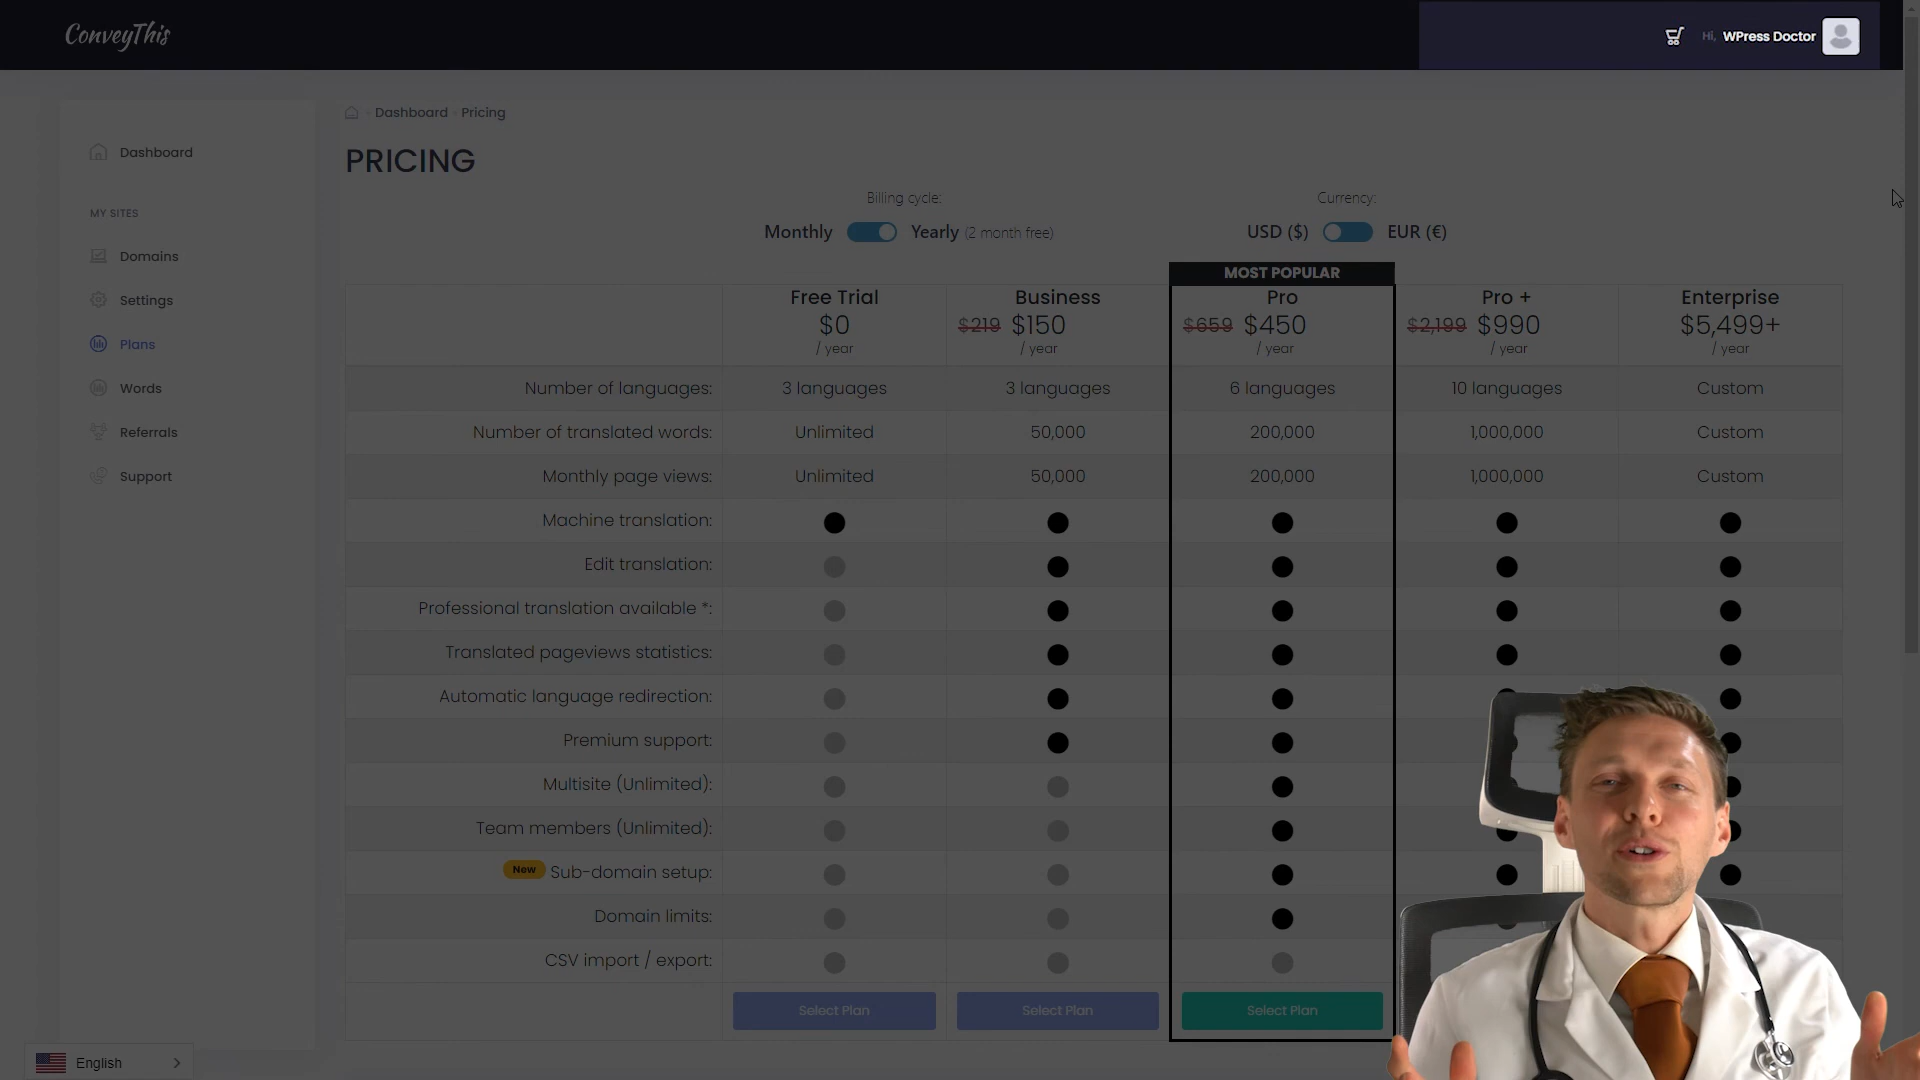 ConveyThis
Hi, WPress Doctor
Dashboard
MY SITES
Domains
Settings
Plans
Words
Referrals
Support
English
Dashboard - Pricing
PRICING
Billing cycle:
Monthly Yearly (2 month free)
Currency:
USD ($) EUR (€)
MOST POPULAR
Free Trial Business Pro Pro + Enterprise
$0 $219 $150 $659 $450 $2,199 $990 $5,499+
/ year / year / year / year / year
Number of languages: 3 languages 3 languages 6 languages 10 languages Custom
Number of translated words: Unlimited 50,000 200,000 1,000,000 Custom
Monthly page views: Unlimited 50,000 200,000 1,000,000 Custom
Machine translation:
Edit translation:
Professional translation available *:
Translated pageviews statistics:
Automatic language redirection:
Premium support:
Multisite (Unlimited):
Team members (Unlimited):
New Sub-domain setup:
Domain limits:
CSV import / export:
Select Plan Select Plan Select Plan